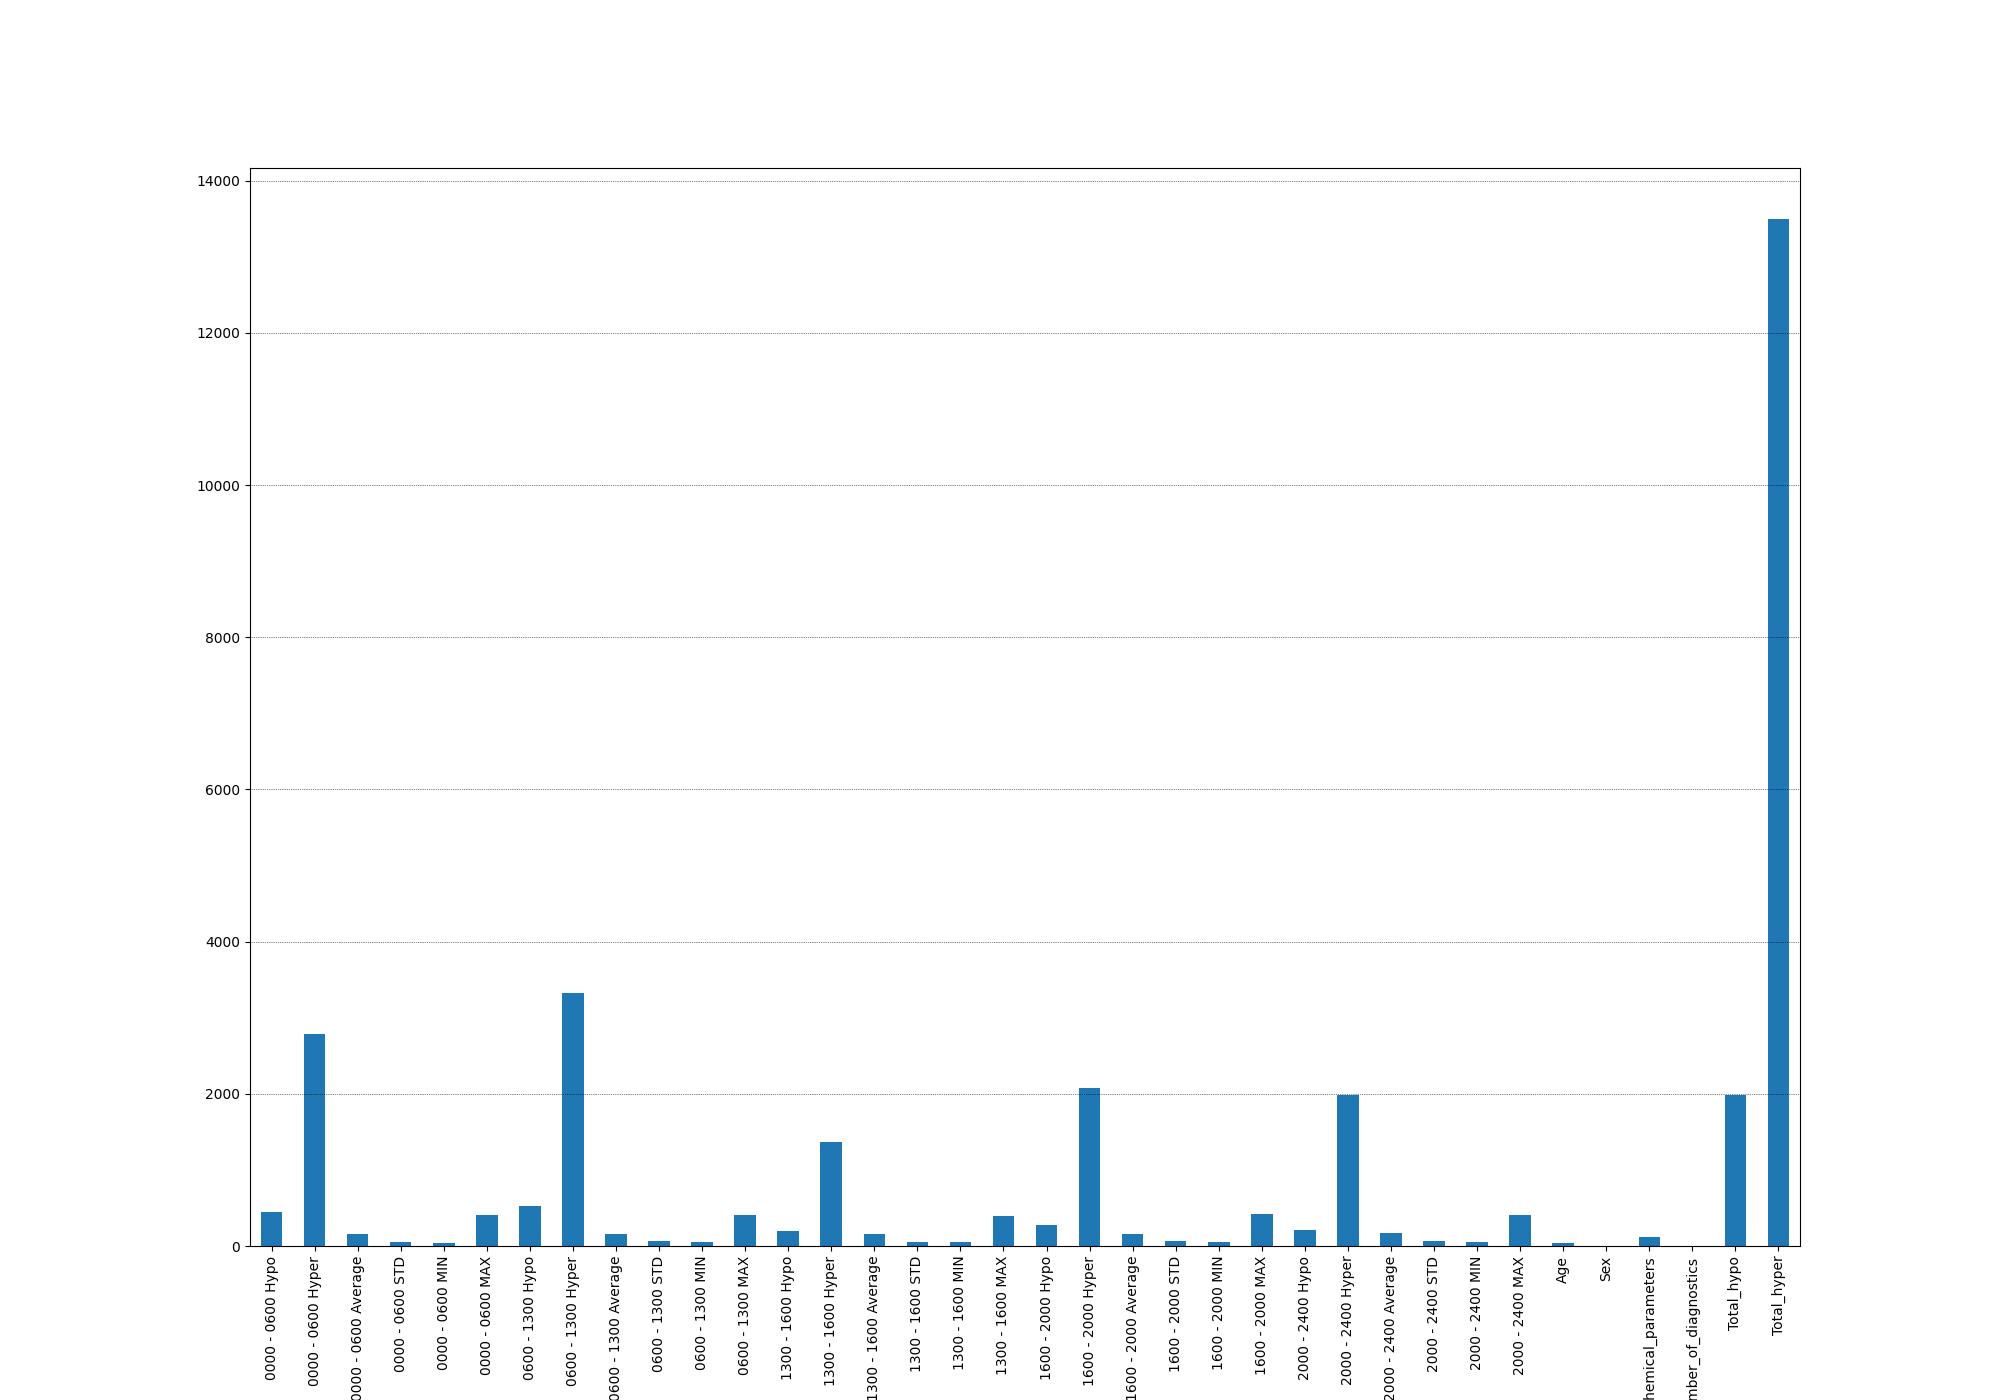 14000
12000
10000
8000
6000
4000
2000
0
0000 - 0600 Hypo
0000 - 0600 Hyper
0000 - 0600 Average
0000 - 0600 STD
0000 - 0600 MIN
0000 - 0600 MAX
0600 - 1300 Hypo
0600 - 1300 Hyper
0600 - 1300 Average
0600 - 1300 STD
0600 - 1300 MIN
0600 - 1300 MAX
1300 - 1600 Hypo
1300 - 1600 Hyper
1300 - 1600 Average
1300 - 1600 STD
1300 - 1600 MIN
1300 - 1600 MAX
1600 - 2000 Hypo
1600 - 2000 Hyper
1600 - 2000 Average
1600 - 2000 STD
1600 - 2000 MIN
1600 - 2000 MAX
2000 - 2400 Hypo
2000 - 2400 Hyper
2000 - 2400 Average
2000 - 2400 STD
2000 - 2400 MIN
2000 - 2400 MAX
Age
Sex
hemical_parameters
mber_of_diagnostics
Total_hypo
Total_hyper